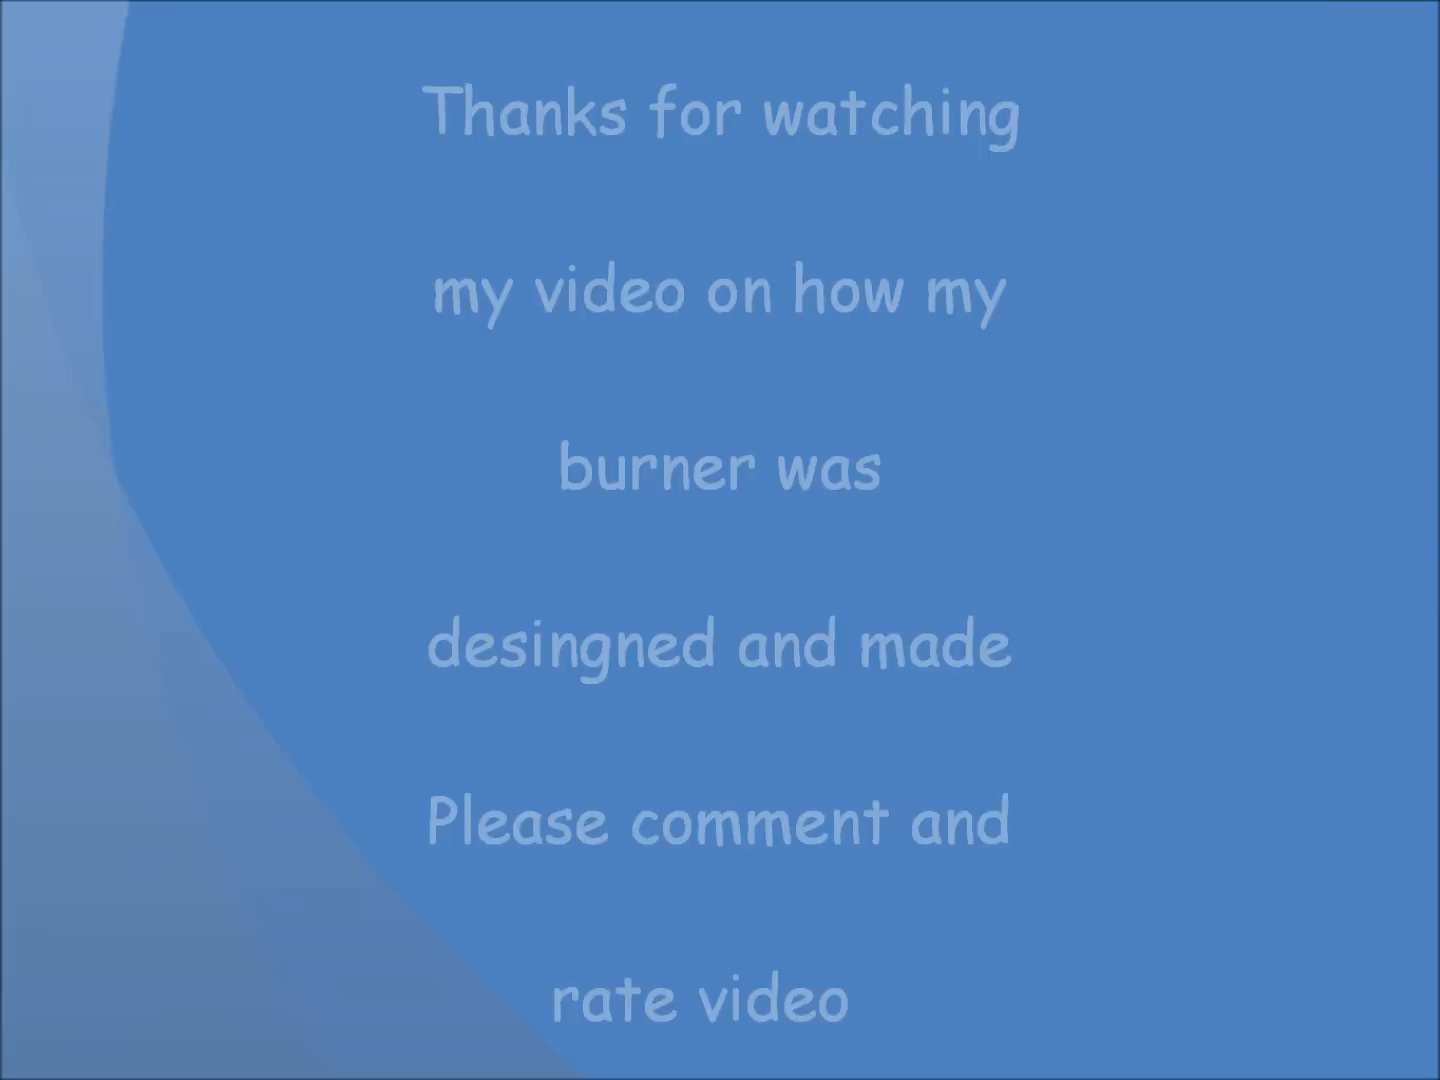 Thanks for watching
my video on how my
burner was
desingned and made
Please comment and
rate video